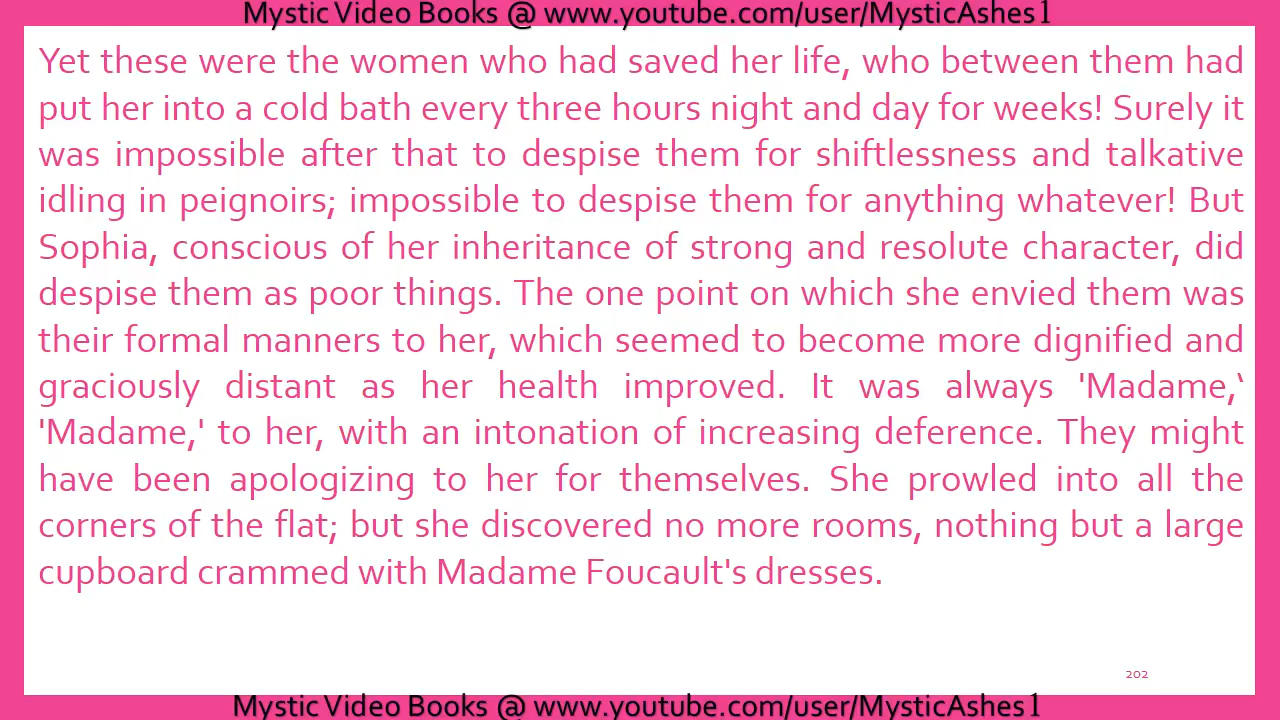 Mystic Video Books @ www.youtube.com/user/MysticAshes1
Yet these were the women who had saved her life, who between them had
put her into a cold bath every three hours night and day for weeks! Surely it
was impossible after that to despise them for shiftlessness and talkative
idling in peignoirs; impossible to despise them for anything whatever! But
Sophia, conscious of her inheritance of strong and resolute character, did
despise them as poor things. The one point on which she envied them was
their formal manners to her, which seemed to become more dignified and
graciously distant as her health improved. It was always 'Madame,‘
'Madame,' to her, with an intonation of increasing deference. They might
have been apologizing to her for themselves. She prowled into all the
corners of the flat; but she discovered no more rooms, nothing but a large
cupboard crammed with Madame Foucault's dresses.
202
Mystic Video Books @ www.youtube.com/user/MysticAshes1